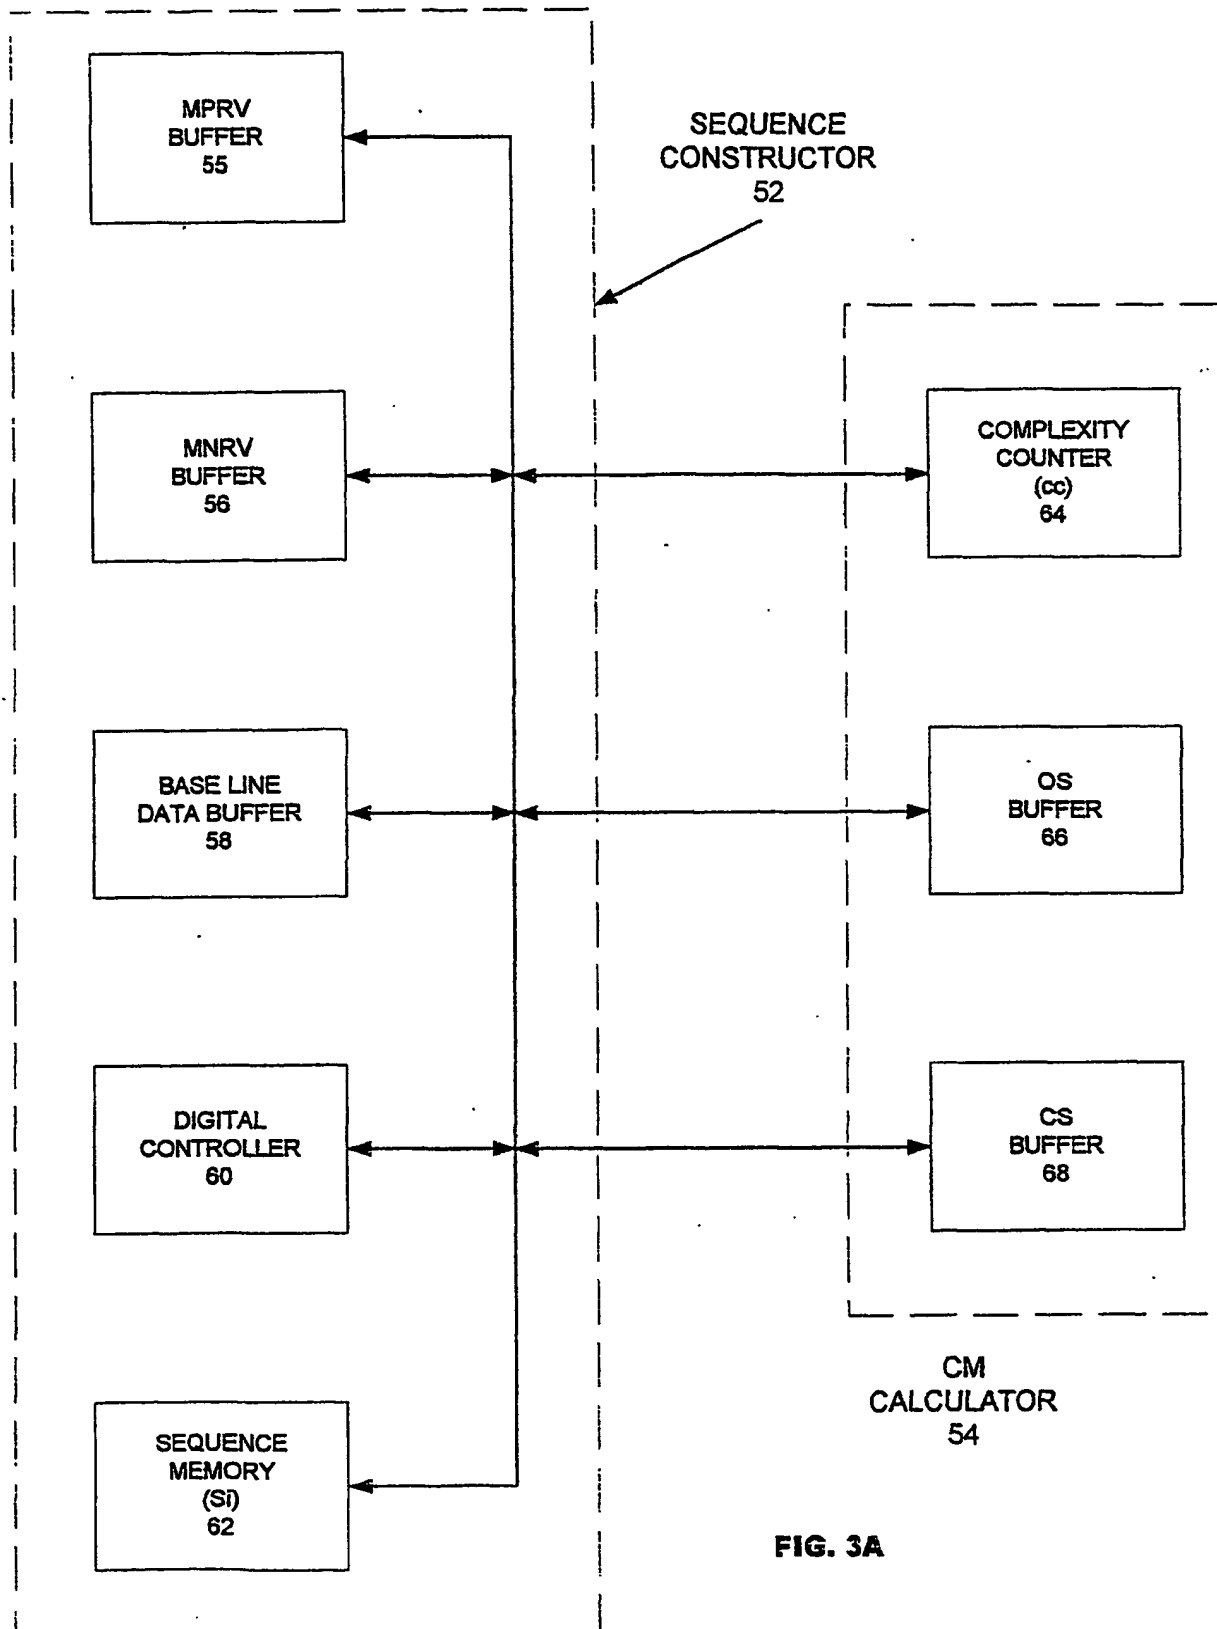 MPRV
BUFFER
55
SEQUENCE
CONSTRUCTOR
52
MNRV
BUFFER
56
COMPLEXITY
COUNTER
(cc)
64
BASE LINE
DATA BUFFER
58
OS
BUFFER
66
DIGITAL
CONTROLLER
60
CS
BUFFER
68
SEQUENCE
MEMORY
(Si)
62
CM
CALCULATOR
54
FIG. 3A